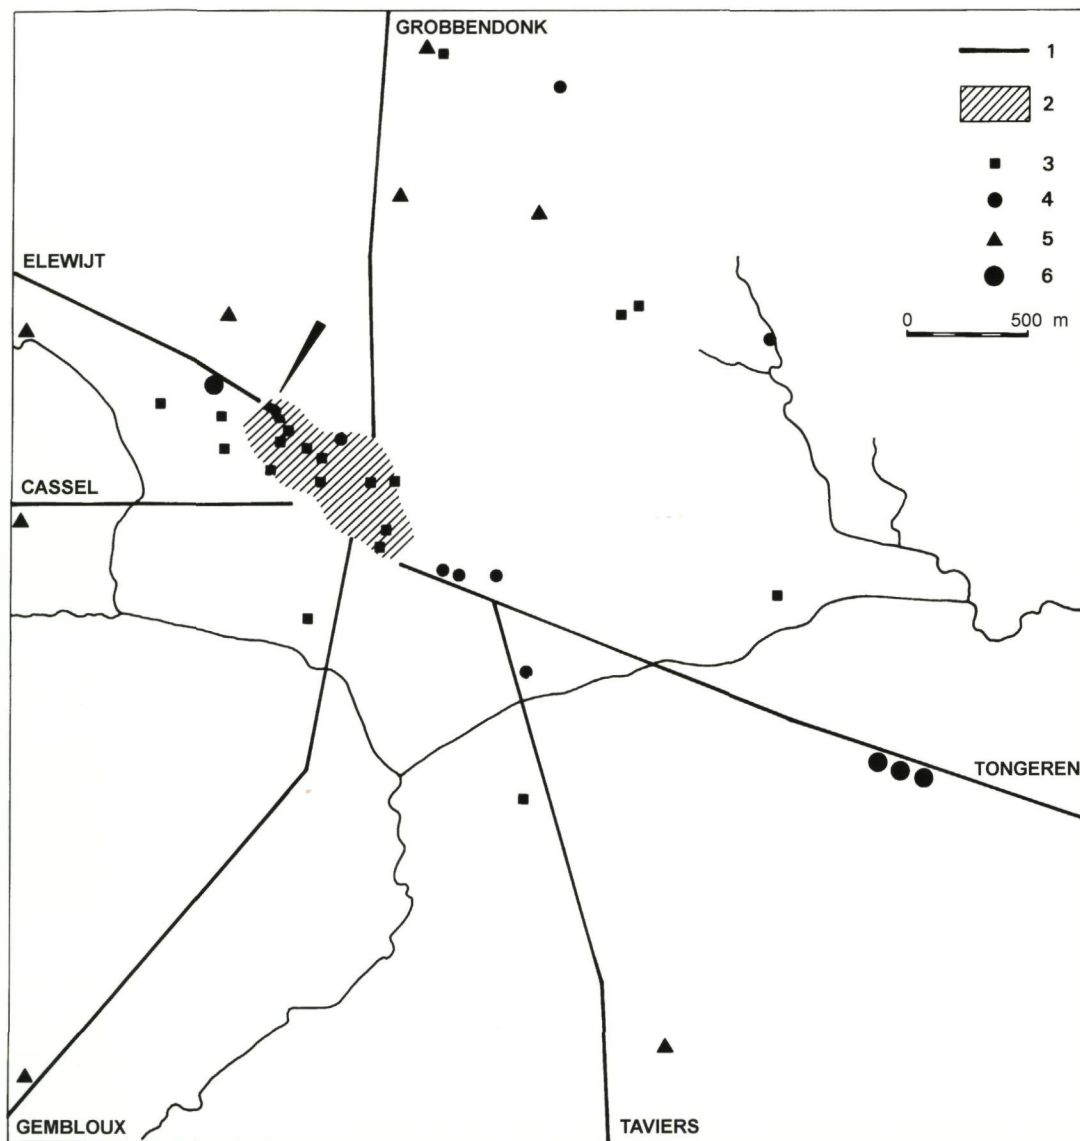 GROBBENDONK
1
2
3
4
5
6
0 500 m
ELEWIJT
CASSEL
TONGEREN
GEMBLOUX
TAVIERS